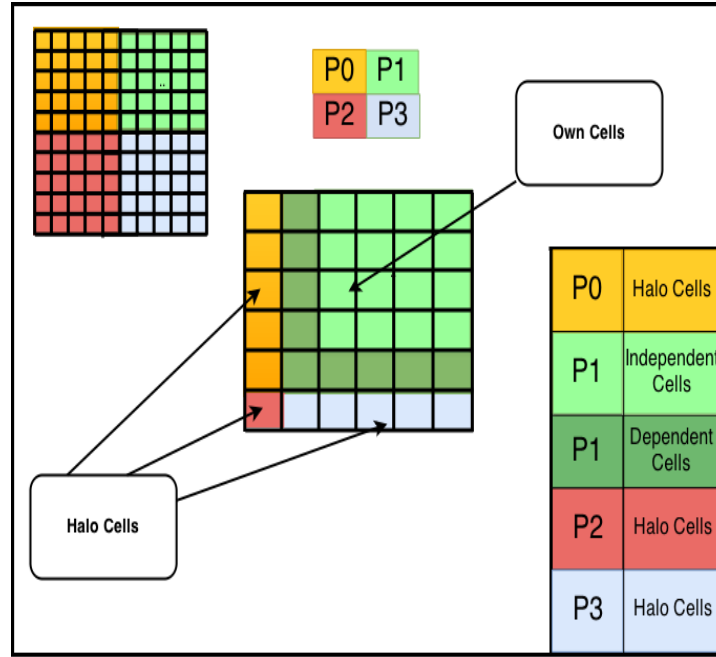 P0 P1
P2 P3
Own Cells
P0 Halo Cells
P1 Independent
Cells
P1 Dependent
Cells
P2 Halo Cells
P3 Halo Cells
Halo Cells